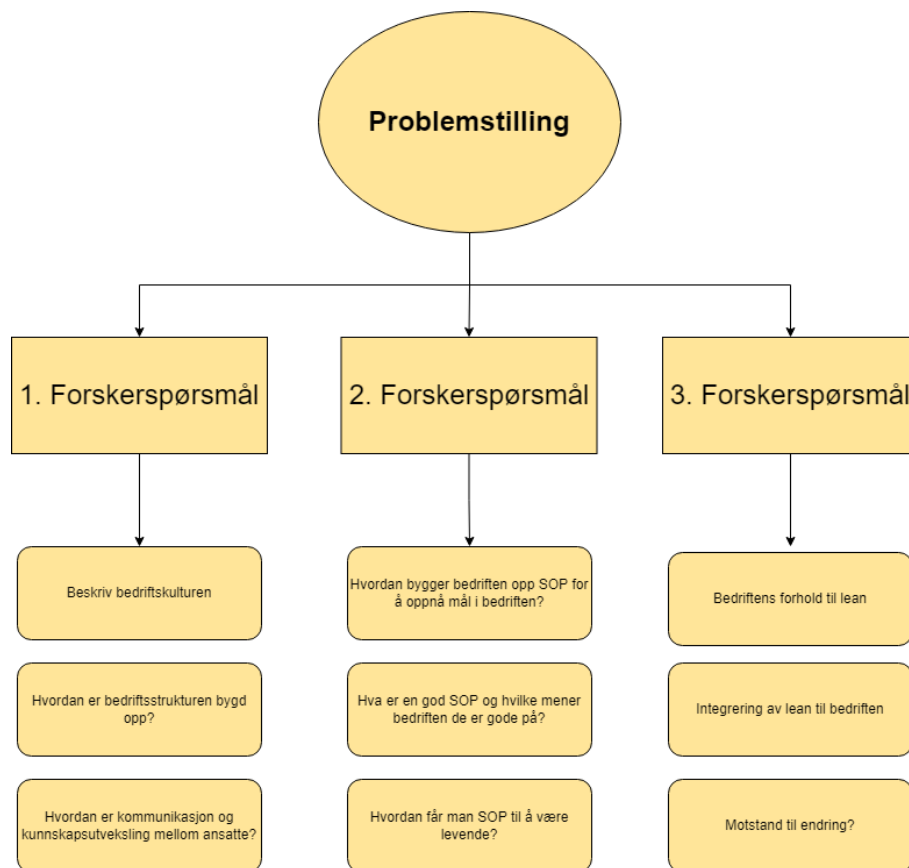 Problemstilling
1. Forskerspørsmål
2. Forskerspørsmål
3. Forskerspørsmål
Beskriv bedriftskulturen
Hvordan er bedriftsstrukturen bygd
opp?
Hvordan er kommunikasjon og
kunnskapsutveksling mellom ansatte?
Hvordan bygger bedriften opp SOP for
å oppnå mål i bedriften?
Hva er en god SOP og hvilke mener
bedriften de er gode på?
Hvordan får man SOP til å være
levende?
Bedriftens forhold til lean
Integrering av lean til bedriften
Motstand til endring?